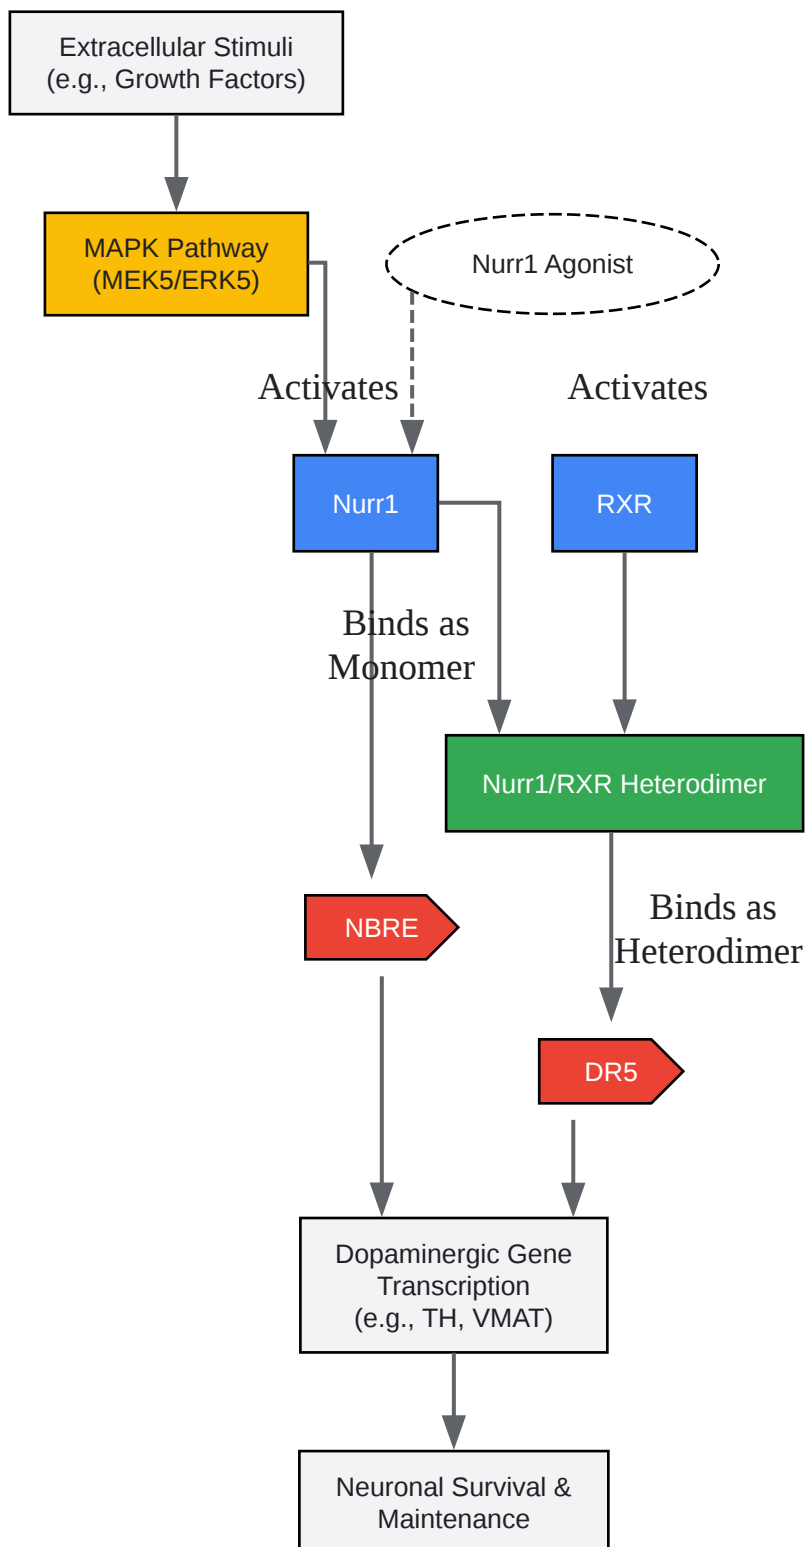 Extracellular Stimuli
(e.g., Growth Factors)
MAPK Pathway
(MEK5/ERK5)
Nurr1 Agonist
Activates
Activates
Nurr1
RXR
Binds as
Monomer
Nurr1/RXR Heterodimer
NBRE
Binds as
Heterodimer
DR5
Dopaminergic Gene
Transcription
(e.g., TH, VMAT)
Neuronal Survival &
Maintenance